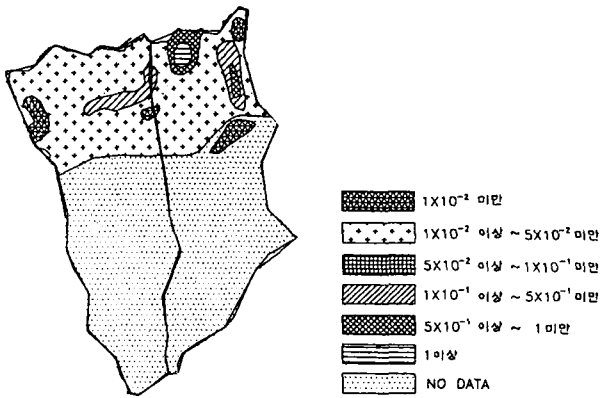 1X10⁻² 미만
1X10⁻² 이상 ~ 5X10⁻² 미만
5X10⁻² 이상 ~ 1X10⁻¹ 미만
1X10⁻¹ 이상 ~ 5X10⁻¹ 미만
5X10⁻¹ 이상 ~ 1 미만
1 이상
NO DATA